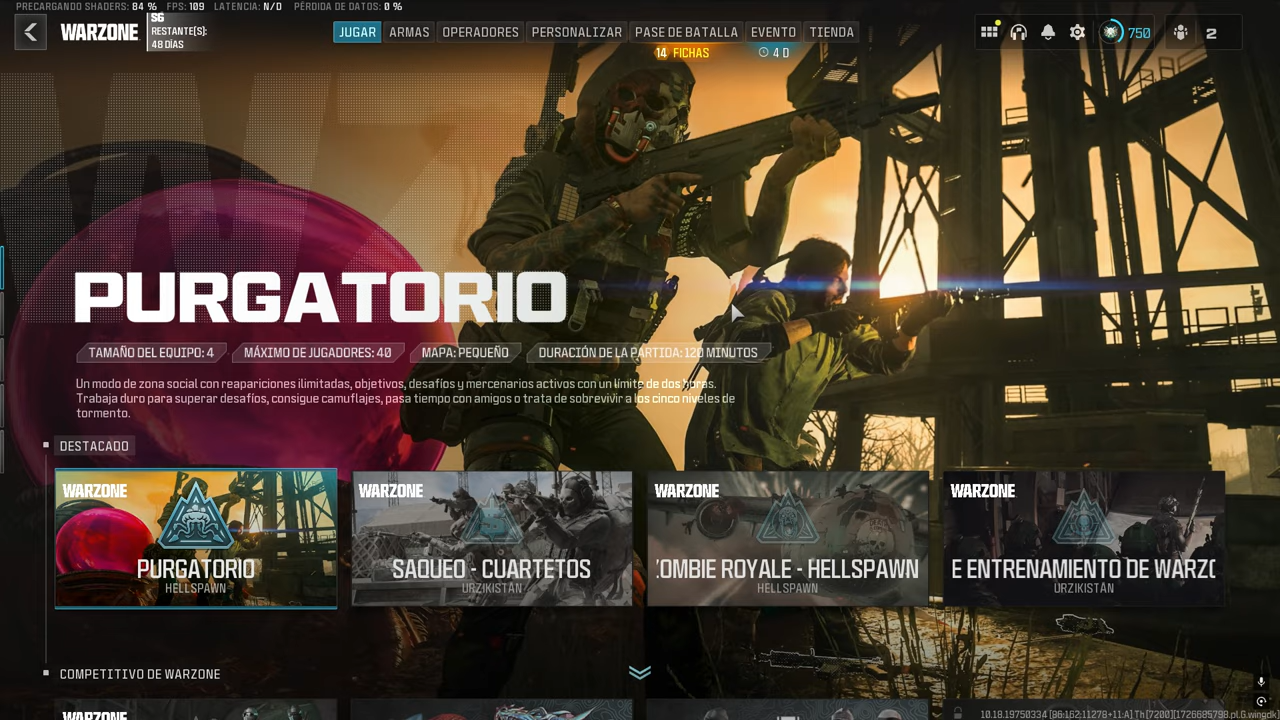 PRECARGANDO SHADERS: 84 % FPS: 109 LATENCIA: N/D PÉRDIDA DE DATOS: 0 %
WARZONE
S6
RESTANTE(S):
48 DÍAS
JUGAR ARMAS OPERADORES PERSONALIZAR PASE DE BATALLA EVENTO TIENDA
14 FICHAS 4 D
750 2
PURGATORIO
TAMAÑO DEL EQUIPO: 4 MÁXIMO DE JUGADORES: 40 MAPA: PEQUEÑO DURACIÓN DE LA PARTIDA: 120 MINUTOS
Un modo de zona social con reapariciones ilimitadas, objetivos, desafíos y mercenarios activos con un límite de dos horas.
Trabaja duro para superar desafíos, consigue camuflajes, pasa tiempo con amigos o trata de sobrevivir a los cinco niveles de
tormento.
DESTACADO
WARZONE WARZONE WARZONE WARZONE
PURGATORIO SAQUEO - CUARTETOS OMBIE ROYALE - HELLSPAWN E ENTRENAMIENTO DE WARZO
HELLSPAWN URZIKISTÁN HELLSPAWN URZIKISTÁN
COMPETITIVO DE WARZONE
WARZONE